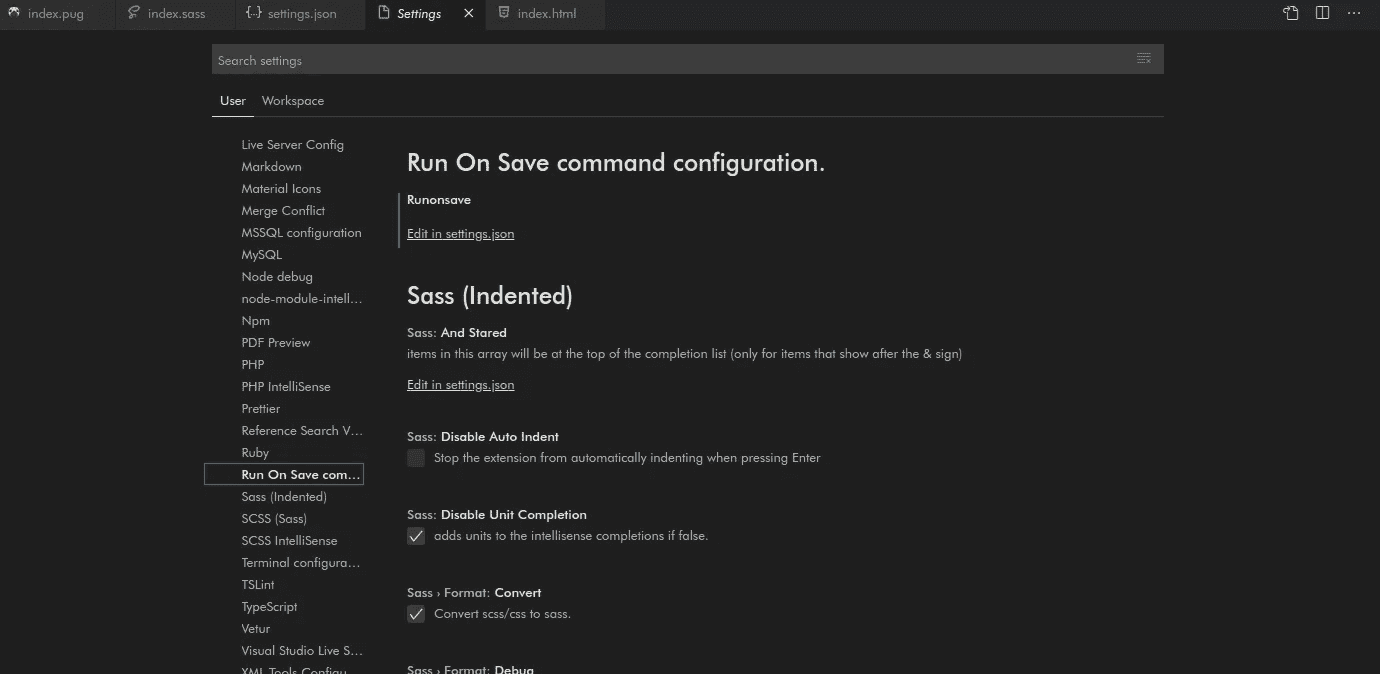 index.pug
index.sass
{} settings.json
Settings
index.html
Search settings
User
Workspace
Live Server Config
Markdown
Material Icons
Merge Conflict
MSSQL configuration
MySQL
Node debug
node-module-intell...
Npm
PDF Preview
PHP
PHP IntelliSense
Prettier
Reference Search V...
Ruby
Run On Save com...
Sass (Indented)
SCSS (Sass)
SCSS IntelliSense
Terminal configura...
TSLint
TypeScript
Vetur
Visual Studio Live S...
XML Tools Configu...
Run On Save command configuration.
Runonsave
Edit in settings.json
Sass (Indented)
Sass: And Stared
items in this array will be at the top of the completion list (only for items that show after the & sign)
Edit in settings.json
Sass: Disable Auto Indent
Stop the extension from automatically indenting when pressing Enter
Sass: Disable Unit Completion
adds units to the intellisense completions if false.
Sass › Format: Convert
Convert scss/css to sass.
Sass › Format: Debug